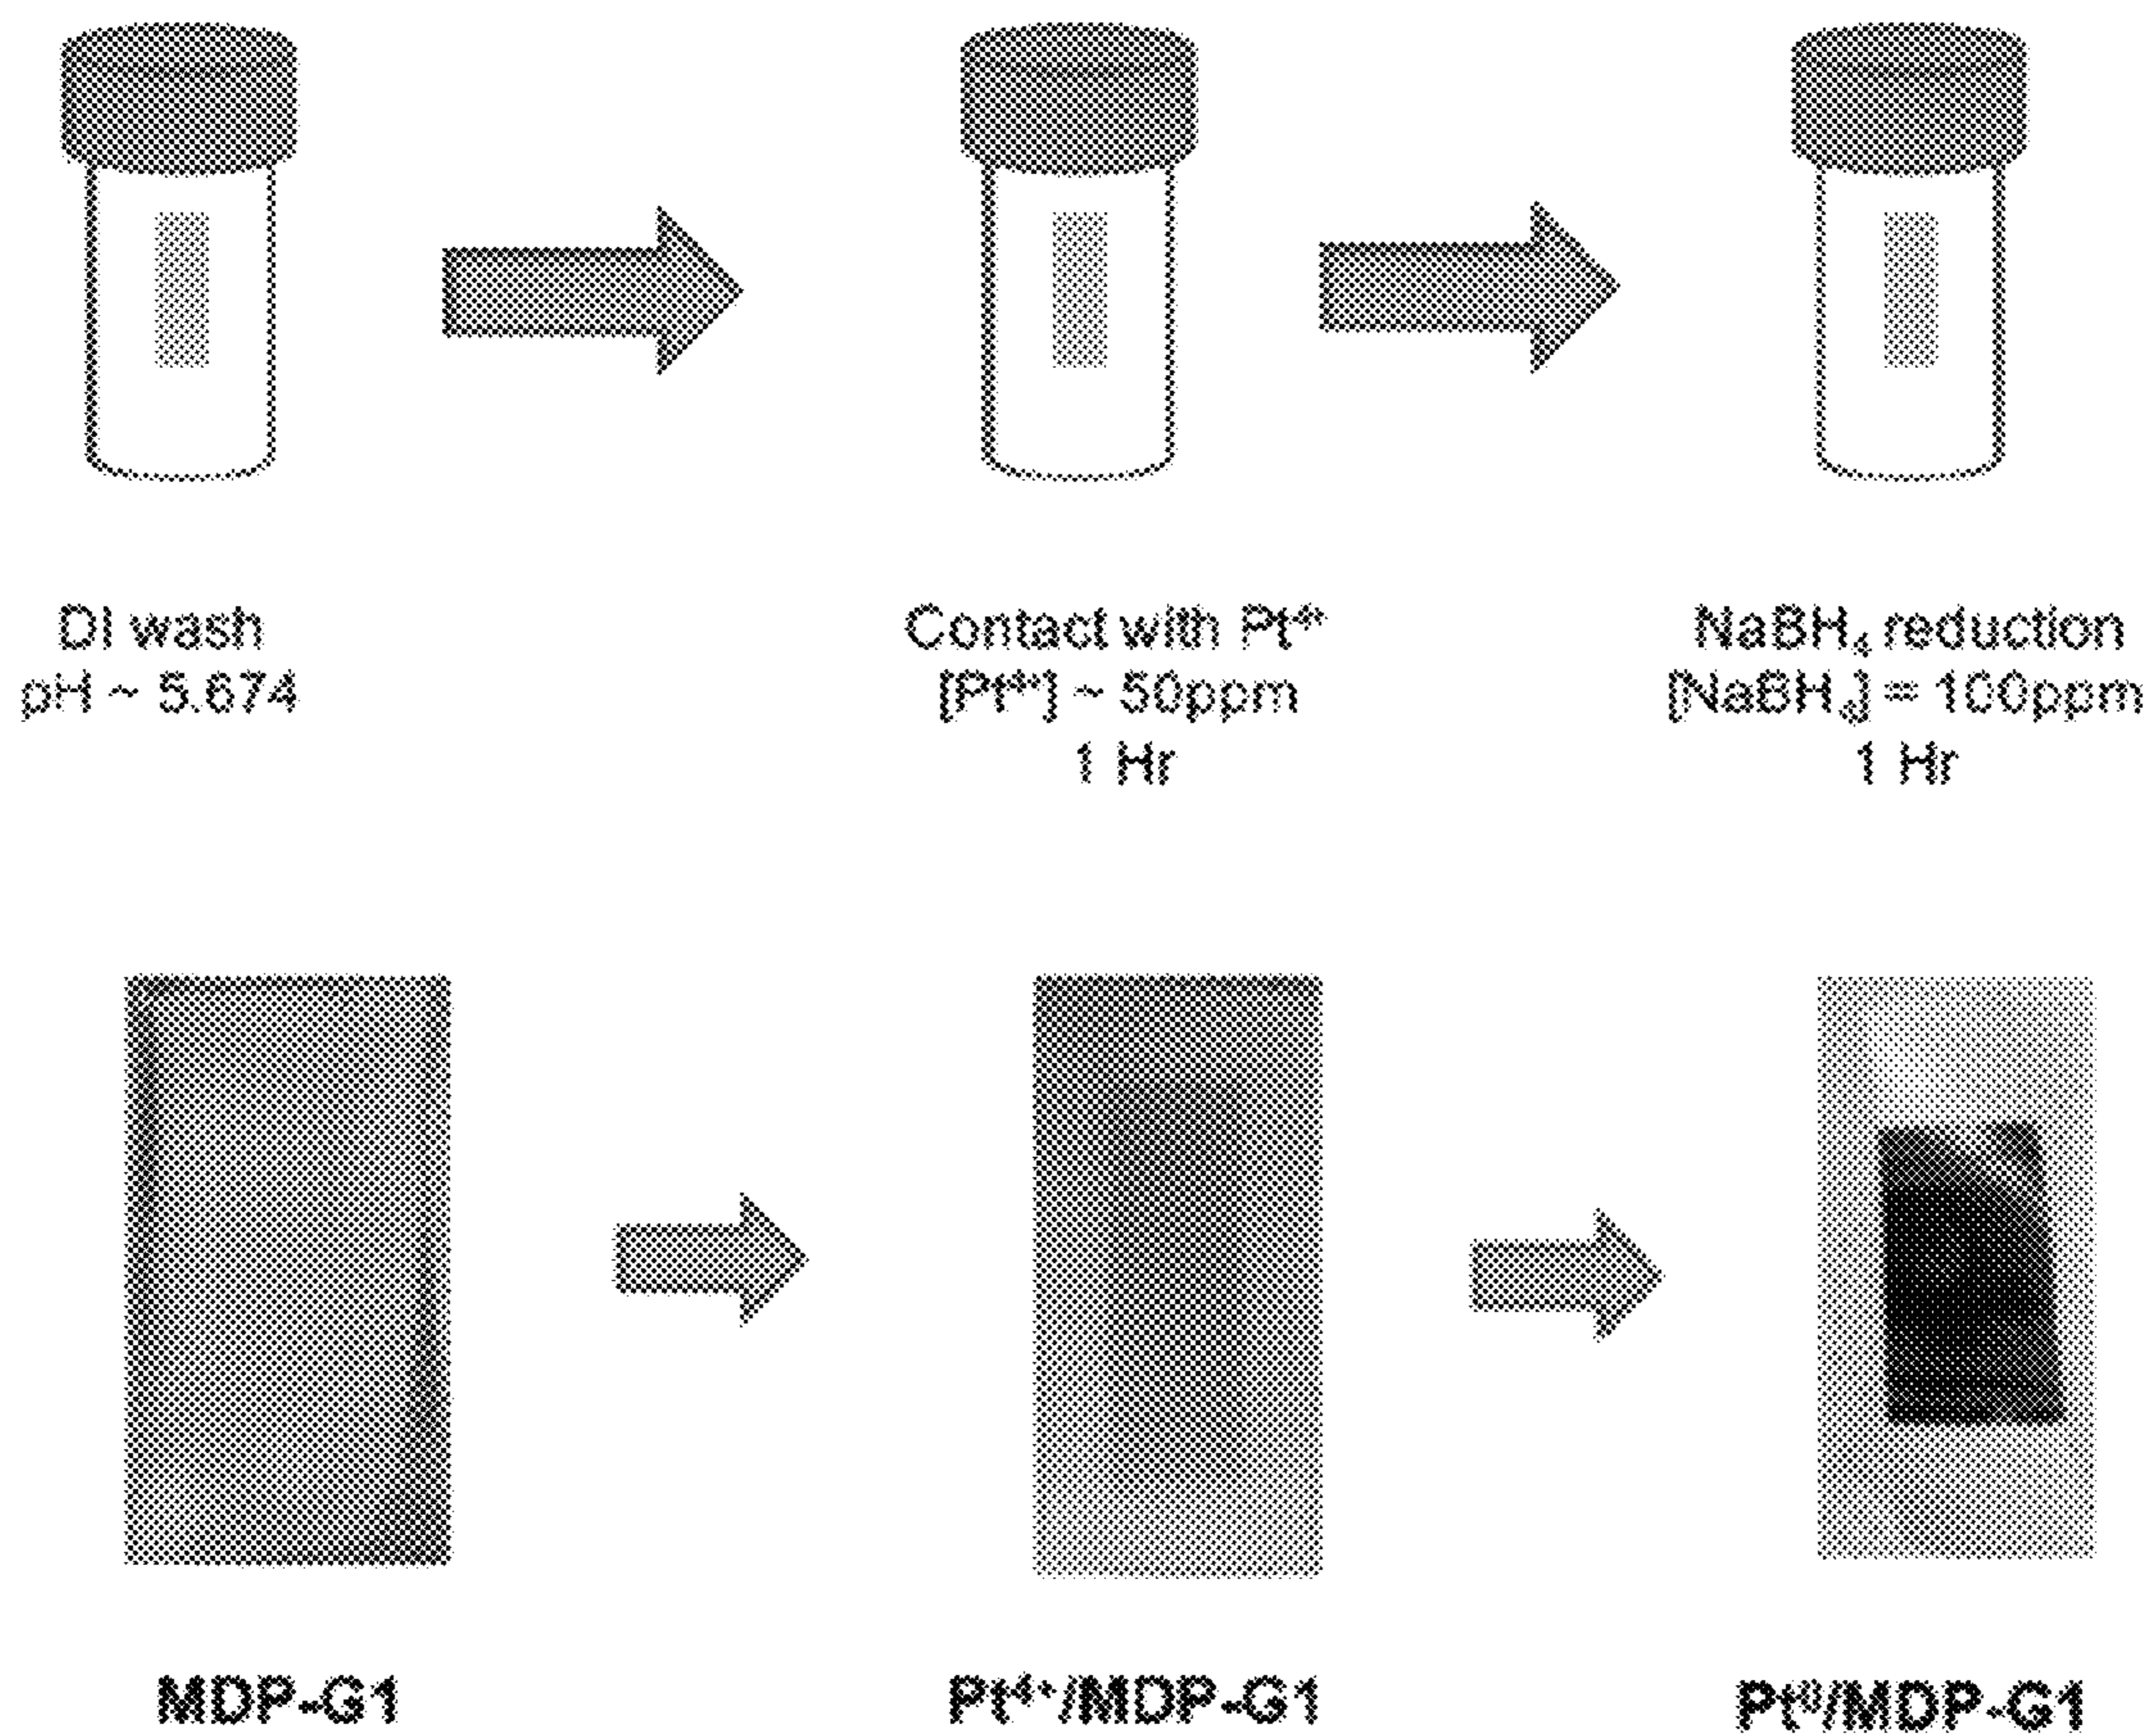 DI wash
pH ~ 5.674
Contact with Pt⁴⁺
[Pt⁴⁺] ~ 50ppm
1 Hr
NaBH₄ reduction
[NaBH₄] = 100ppm
1 Hr
MDP-G1
Pt⁴⁺/MDP-G1
Pt⁰/MDP-G1